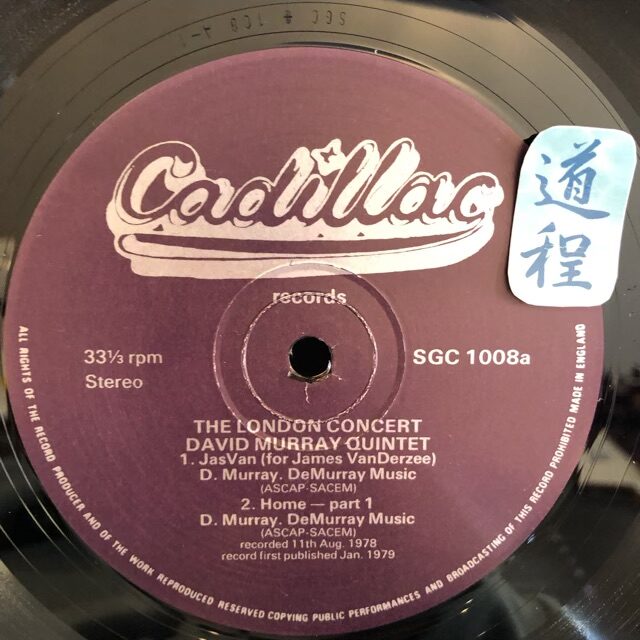 SGC # 108 A-1
Cadillac
records
道程
33⅓ rpm
Stereo
SGC 1008a
THE LONDON CONCERT
DAVID MURRAY QUINTET
1. JasVan (for James VanDerzee)
D. Murray. DeMurray Music
(ASCAP-SACEM)
2. Home — part 1
D. Murray. DeMurray Music
(ASCAP-SACEM)
recorded 11th Aug. 1978
record first published Jan. 1979
ALL RIGHTS OF THE RECORD PRODUCER AND OF THE WORK REPRODUCED RESERVED COPYING PUBLIC PERFORMANCES AND BROADCASTING OF THIS RECORD PROHIBITED MADE IN ENGLAND